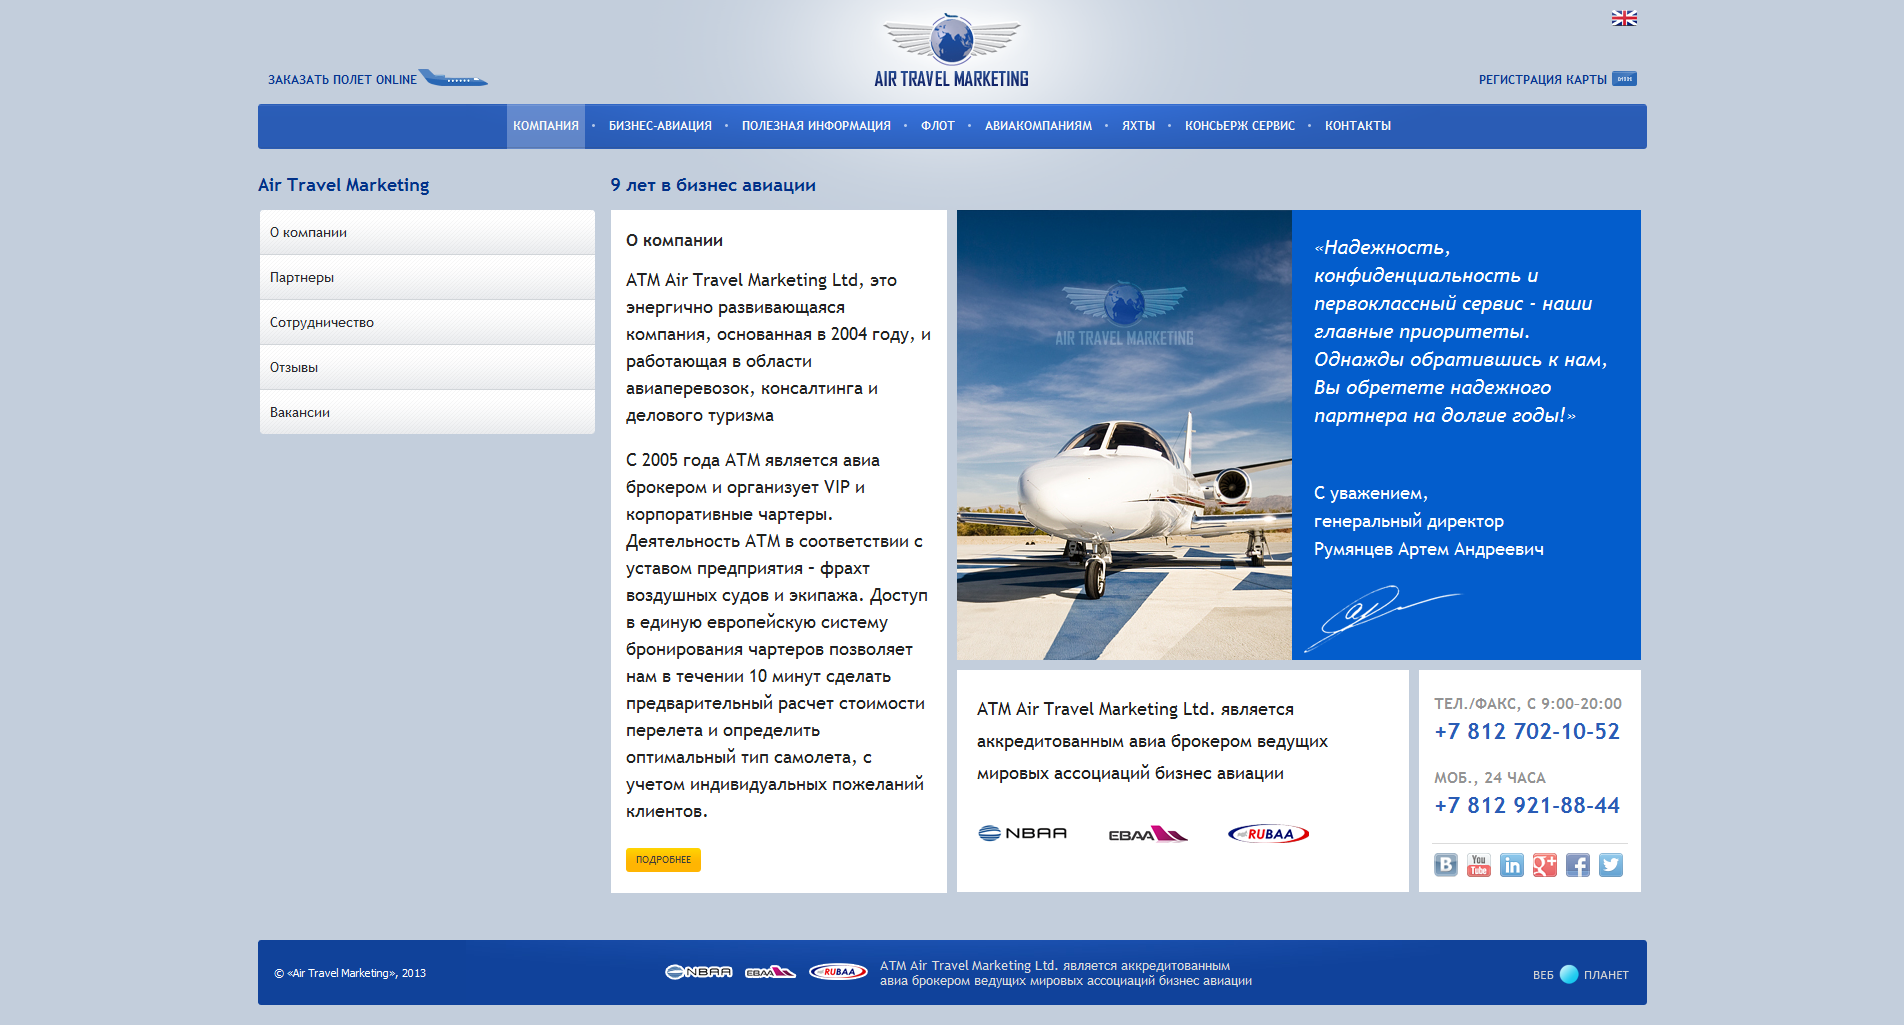 AIR TRAVEL MARKETING
ЗАКАЗАТЬ ПОЛЕТ ONLINE
РЕГИСТРАЦИЯ КАРТЫ
КОМПАНИЯ
БИЗНЕС-АВИАЦИЯ
ПОЛЕЗНАЯ ИНФОРМАЦИЯ
ФЛОТ
АВИАКОМПАНИЯМ
ЯХТЫ
КОНСЬЕРЖ СЕРВИС
КОНТАКТЫ
Air Travel Marketing
О компании
Партнеры
Сотрудничество
Отзывы
Вакансии
9 лет в бизнес авиации
О компании
ATM Air Travel Marketing Ltd, это
энергично развивающаяся
компания, основанная в 2004 году, и
работающая в области
авиаперевозок, консалтинга и
делового туризма
С 2005 года АТМ является авиа
брокером и организует VIP и
корпоративные чартеры.
Деятельность АТМ в соответствии с
уставом предприятия – фрахт
воздушных судов и экипажа. Доступ
в единую европейскую систему
бронирования чартеров позволяет
нам в течении 10 минут сделать
предварительный расчет стоимости
перелета и определить
оптимальный тип самолета, с
учетом индивидуальных пожеланий
клиентов.
ПОДРОБНЕЕ
AIR TRAVEL MARKETING
«Надежность,
конфиденциальность и
первоклассный сервис - наши
главные приоритеты.
Однажды обратившись к нам,
Вы обретете надежного
партнера на долгие годы!»
С уважением,
генеральный директор
Румянцев Артем Андреевич
ATM Air Travel Marketing Ltd. является
аккредитованным авиа брокером ведущих
мировых ассоциаций бизнес авиации
NBAA
EBAA
RUBAA
ТЕЛ./ФАКС, С 9:00–20:00
+7 812 702-10-52
МОБ., 24 ЧАСА
+7 812 921-88-44
B
You Tube
in
g+
f
© «Air Travel Marketing», 2013
NBAA
EBAA
RUBAA
ATM Air Travel Marketing Ltd. является аккредитованным
авиа брокером ведущих мировых ассоциаций бизнес авиации
ВЕБ ПЛАНЕТ